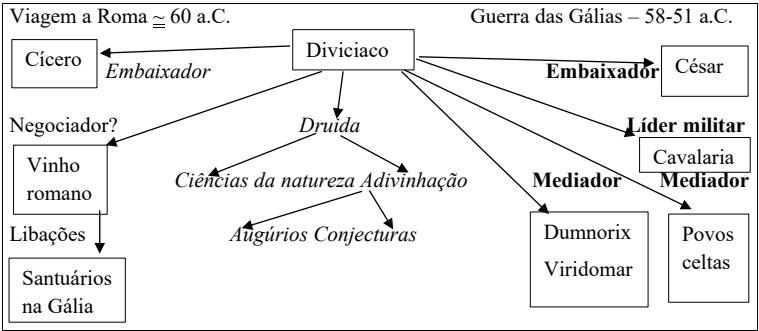 Viagem a Roma ≅ 60 a.C.
Guerra das Gálias – 58-51 a.C.
Diviciaco
Cícero
Embaixador
Embaixador
César
Negociador?
Druida
Líder militar
Vinho
romano
Cavalaria
Ciências da natureza Adivinhação
Mediador
Mediador
Libações
Augúrios Conjecturas
Dumnorix
Viridomar
Povos
celtas
Santuários
na Gália